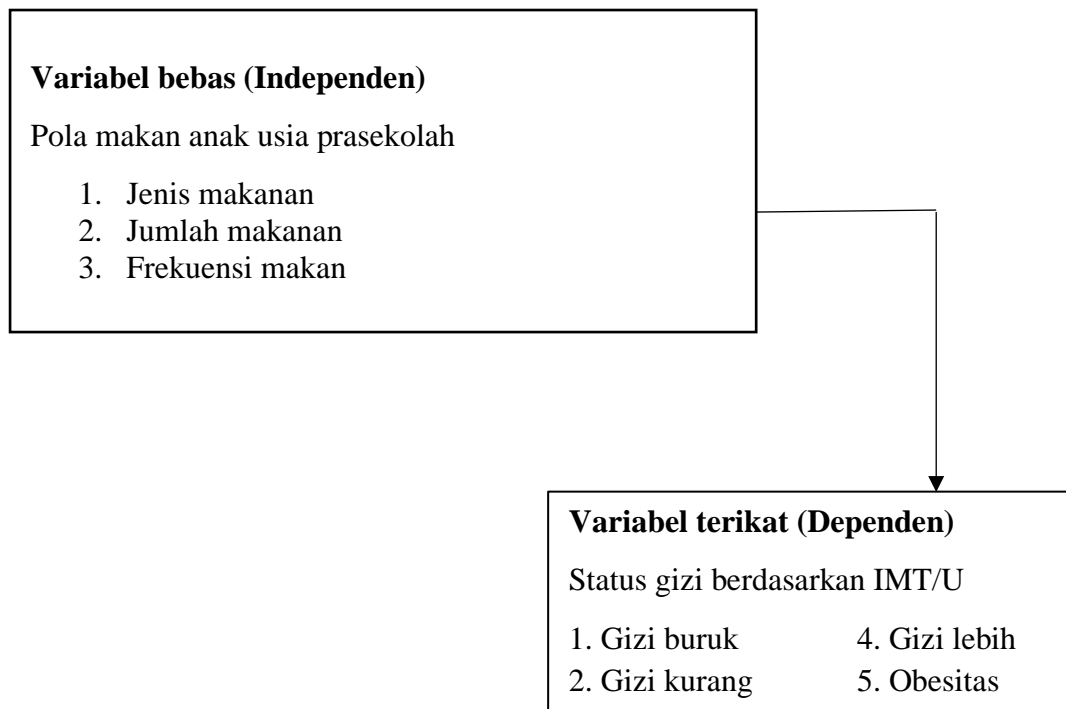 Variabel bebas (Independen)
Pola makan anak usia prasekolah
1. Jenis makanan
2. Jumlah makanan
3. Frekuensi makan
Variabel terikat (Dependen)
Status gizi berdasarkan IMT/U
1. Gizi buruk 4. Gizi lebih
2. Gizi kurang 5. Obesitas